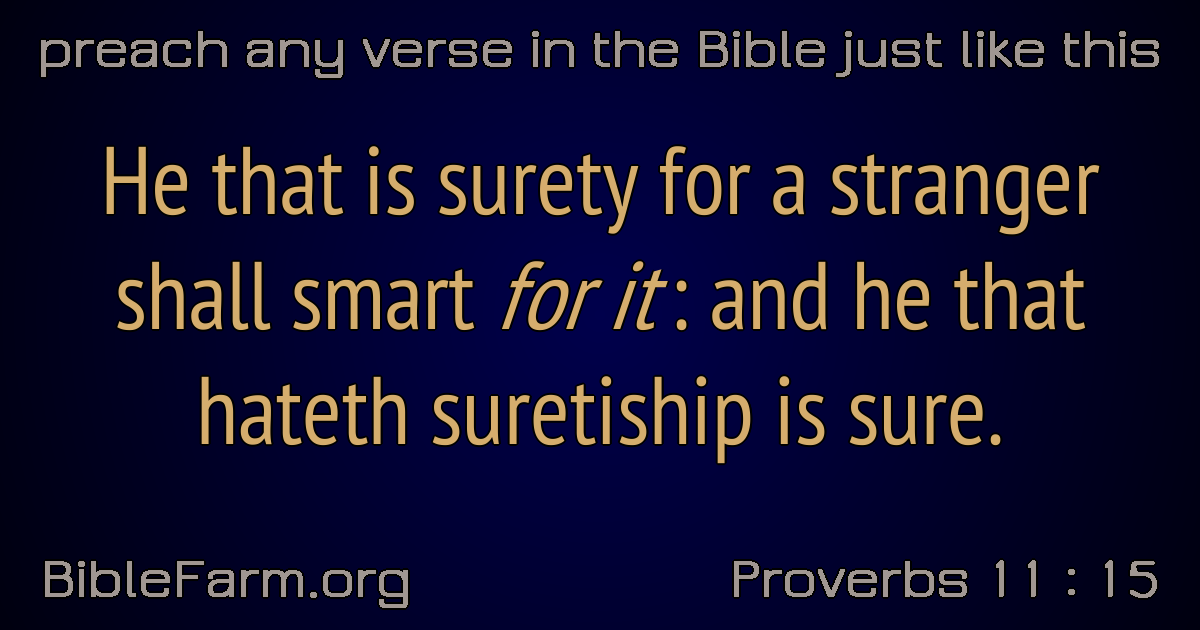 preach any verse in the Bible just like this
He that is surety for a stranger
shall smart for it : and he that
hateth suretiship is sure.
BibleFarm.org
Proverbs 11 : 15